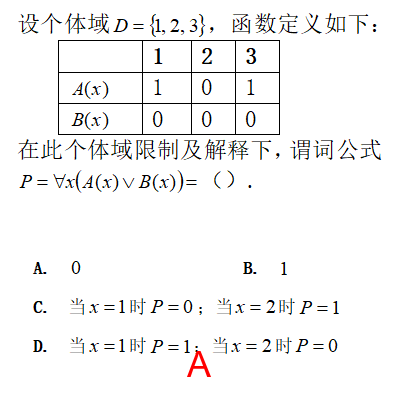 设个体域 D = {1, 2, 3}，函数定义如下：
1 2 3
A(x) 1 0 1
B(x) 0 0 0
在此个体域限制及解释下，谓词公式
P = ∀x(A(x) ∨ B(x)) = （）．
A. 0 B. 1
C. 当 x = 1 时 P = 0 ；当 x = 2 时 P = 1
D. 当 x = 1 时 P = 1；当 x = 2 时 P = 0
A